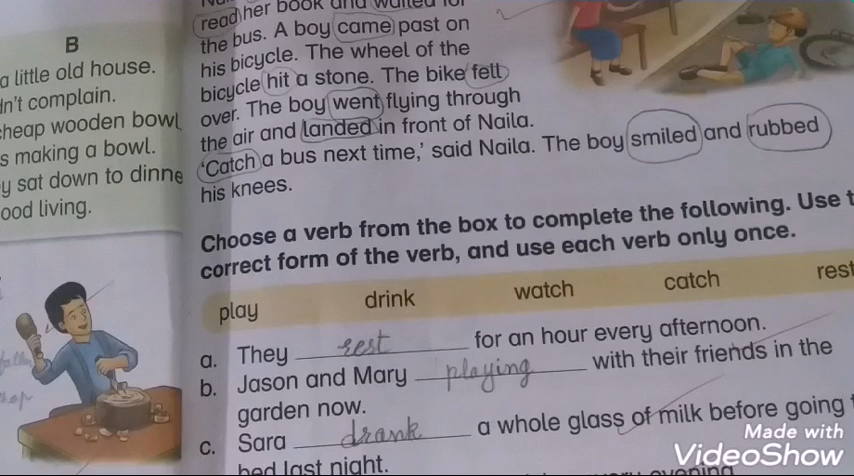 B
a little old house.
dn't complain.
cheap wooden bowl
s making a bowl.
y sat down to dinne
ood living.
read her book and waited for
the bus. A boy came past on
his bicycle. The wheel of the
bicycle hit a stone. The bike fell
over. The boy went flying through
the air and landed in front of Naila.
‘Catch a bus next time,’ said Naila. The boy smiled and rubbed
his knees.
Choose a verb from the box to complete the following. Use t
correct form of the verb, and use each verb only once.
play drink watch catch rest
a. They rest for an hour every afternoon.
b. Jason and Mary playing with their friends in the
garden now.
c. Sara drank a whole glass of milk before going
bed last night.
Made with
VideoShow